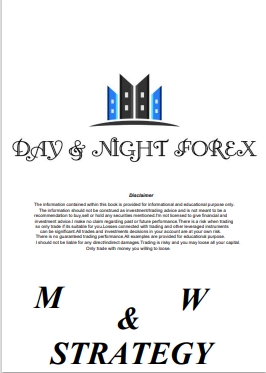 DAY & NIGHT FOREX
Disclaimer
The information contained within this book is provided for informational and educational purpose only.
The information should not be construed as investment/trading advice and is not meant to be a
recommendation to buy,sell or hold any securities mentioned.I'm not licensed to give financial and
investment advice I make no claim regarding past or future performance.There is a risk when trading
so only trade if its suitable for you.Losses connected with trading and other leveraged instruments
can be significant.All trades and investments decisions in your account are at your own risk.
There is no guaranteed trading performance.Examples are provided for educational purpose.
I should not be liable for any direct/indirect damages.Trading is risky and you may loose all your capital.
Only trade with money you willing to loose.
M W
&
STRATEGY